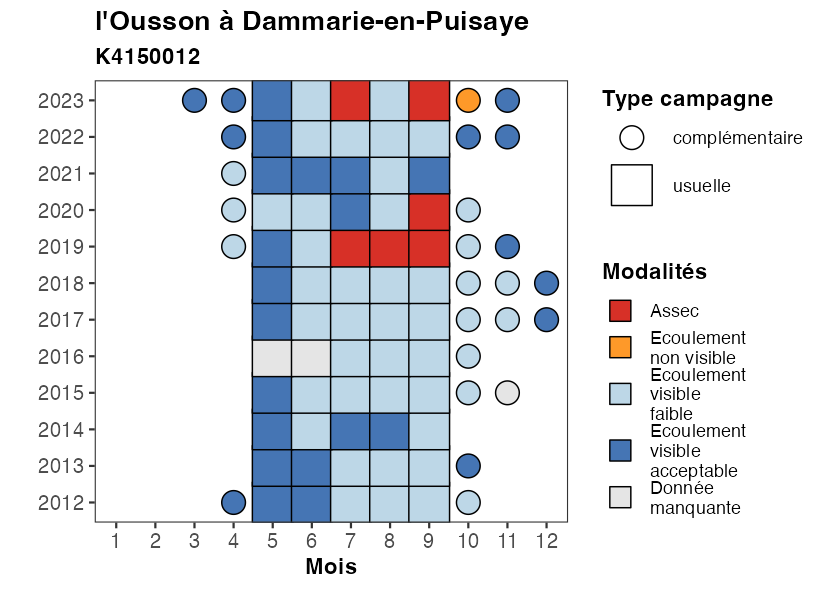 l'Ousson à Dammarie-en-Puisaye
K4150012
2023
2022
2021
2020
2019
2018
2017
2016
2015
2014
2013
2012
1 2 3 4 5 6 7 8 9 10 11 12
Mois
Type campagne
complémentaire
usuelle
Modalités
Assec
Ecoulement
non visible
Ecoulement
visible
faible
Ecoulement
visible
acceptable
Donnée
manquante